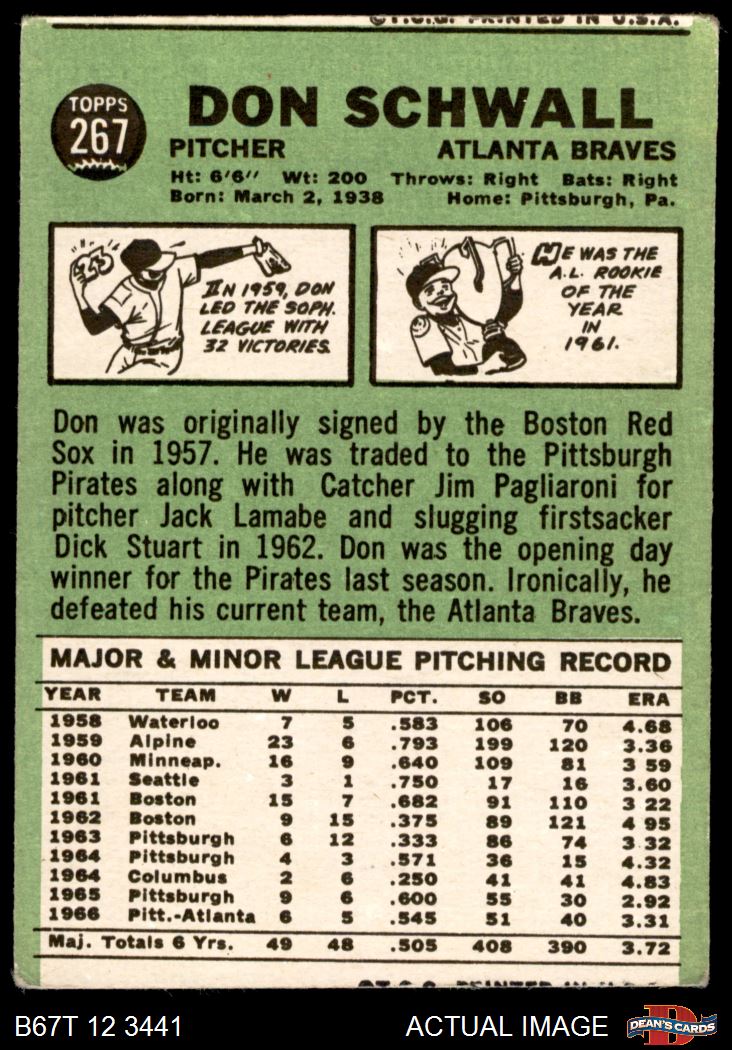 ©T.C.G. PRINTED IN U.S.A.
TOPPS
267
DON SCHWALL
PITCHER ATLANTA BRAVES
Ht: 6'6" Wt: 200 Throws: Right Bats: Right
Born: March 2, 1938 Home: Pittsburgh, Pa.
IN 1959, DON
LED THE SOPH.
LEAGUE WITH
32 VICTORIES.
HE WAS THE
A.L. ROOKIE
OF THE
YEAR
IN
1961.
Don was originally signed by the Boston Red
Sox in 1957. He was traded to the Pittsburgh
Pirates along with Catcher Jim Pagliaroni for
pitcher Jack Lamabe and slugging firstsacker
Dick Stuart in 1962. Don was the opening day
winner for the Pirates last season. Ironically, he
defeated his current team, the Atlanta Braves.
MAJOR & MINOR LEAGUE PITCHING RECORD
YEAR TEAM W L PCT. SO BB ERA
1958 Waterloo 7 5 .583 106 70 4.68
1959 Alpine 23 6 .793 199 120 3.36
1960 Minneap. 16 9 .640 109 81 3 59
1961 Seattle 3 1 .750 17 16 3.60
1961 Boston 15 7 .682 91 110 3 22
1962 Boston 9 15 .375 89 121 4 95
1963 Pittsburgh 6 12 .333 86 74 3.32
1964 Pittsburgh 4 3 .571 36 15 4.32
1964 Columbus 2 6 .250 41 41 4.83
1965 Pittsburgh 9 6 .600 55 30 2.92
1966 Pitt.-Atlanta 6 5 .545 51 40 3.31
Maj. Totals 6 Yrs. 49 48 .505 408 390 3.72
B67T 12 3441 ACTUAL IMAGE
D
DEAN'S CARDS